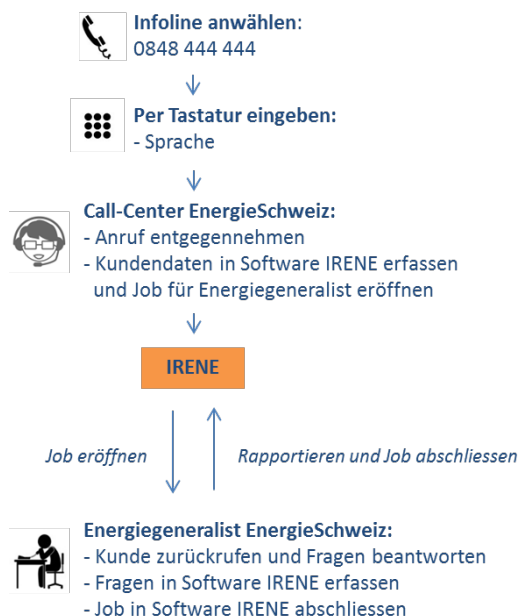 Infoline anwählen:
0848 444 444
Per Tastatur eingeben:
- Sprache
Call-Center EnergieSchweiz:
- Anruf entgegennehmen
- Kundendaten in Software IRENE erfassen
und Job für Energiegeneralist eröffnen
IRENE
Job eröffnen
Rapportieren und Job abschliessen
Energiegeneralist EnergieSchweiz:
- Kunde zurückrufen und Fragen beantworten
- Fragen in Software IRENE erfassen
- Job in Software IRENE abschliessen